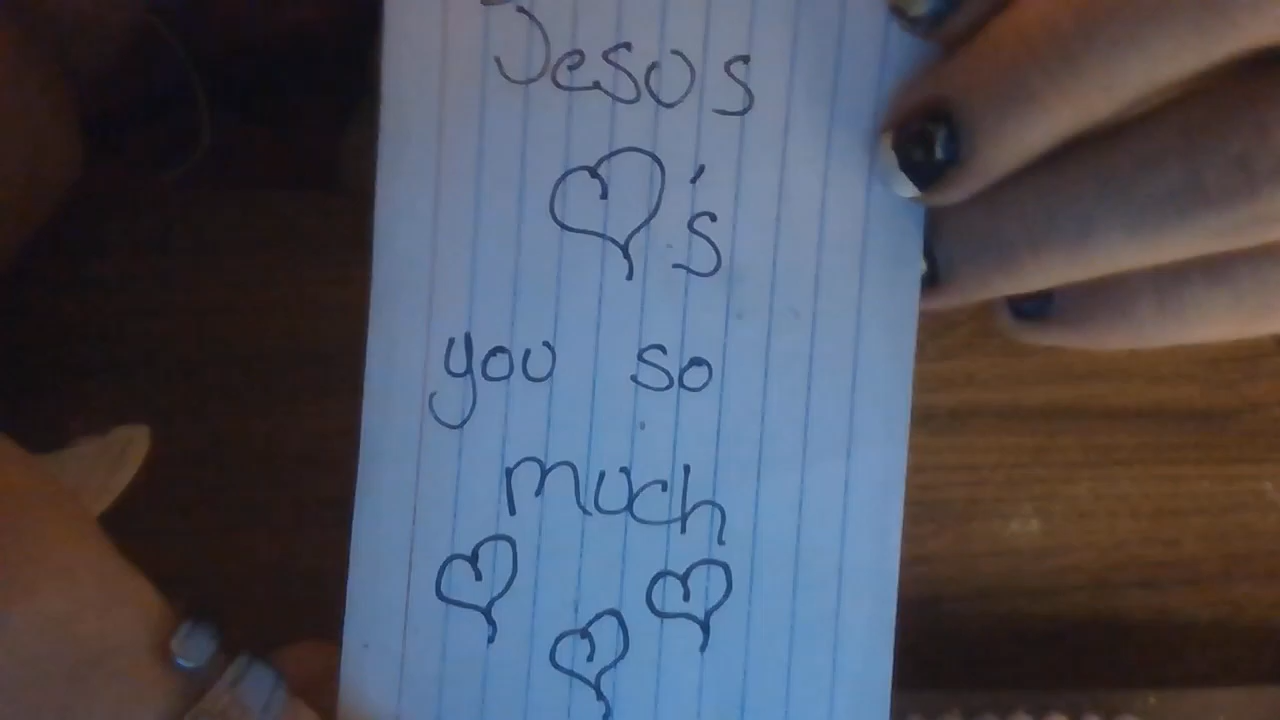 Jesus
♡'s
you so
much
♡ ♡ ♡